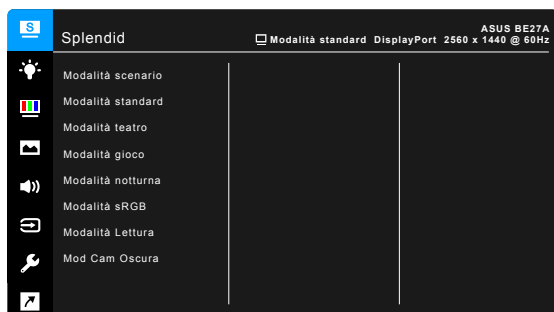 S
Splendid
ASUS BE27A
Modalità standard DisplayPort 2560 x 1440 @ 60Hz
Modalità scenario
Modalità standard
Modalità teatro
Modalità gioco
Modalità notturna
Modalità sRGB
Modalità Lettura
Mod Cam Oscura